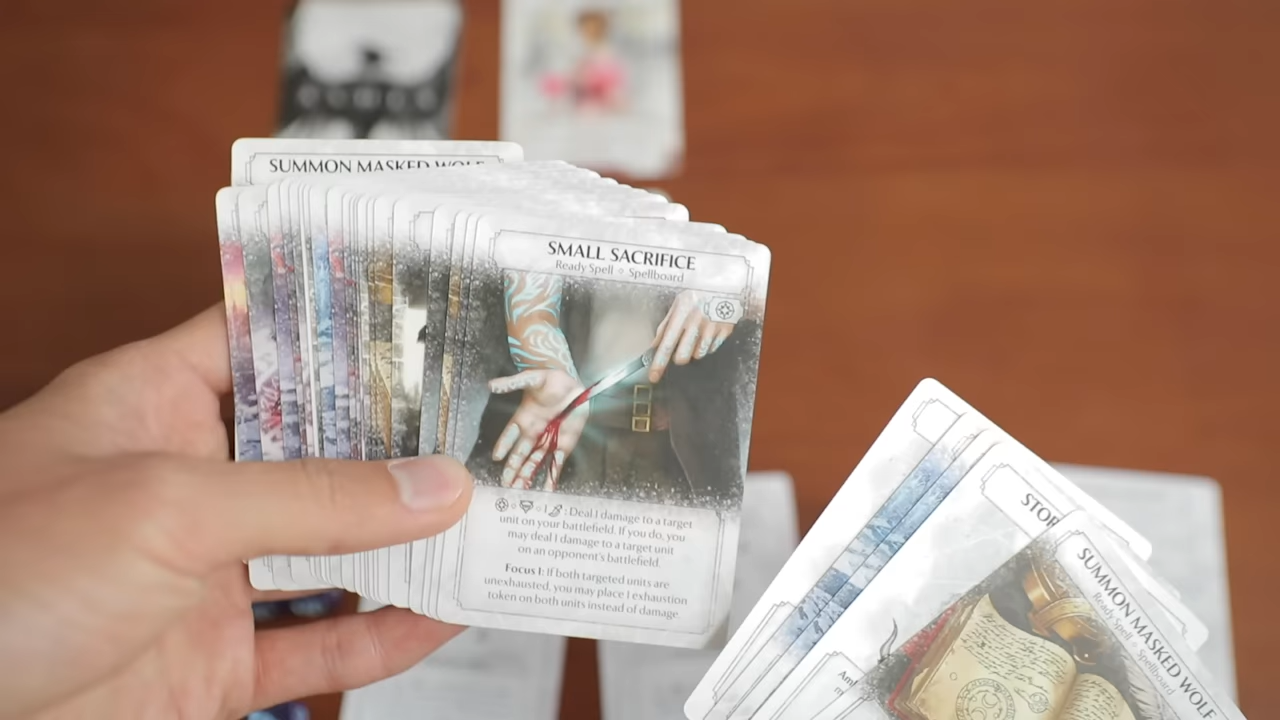 SUMMON MASKED WOLF
SMALL SACRIFICE
Ready Spell ◇ Spellboard
: Deal 1 damage to a target
unit on your battlefield. If you do, you
may deal 1 damage to a target unit
on an opponent's battlefield.
Focus 1: If both targeted units are
unexhausted, you may place 1 exhaustion
token on both units instead of damage.
STOR
SUMMON MASKED WOLF
Ready Spell ◇ Spellboard